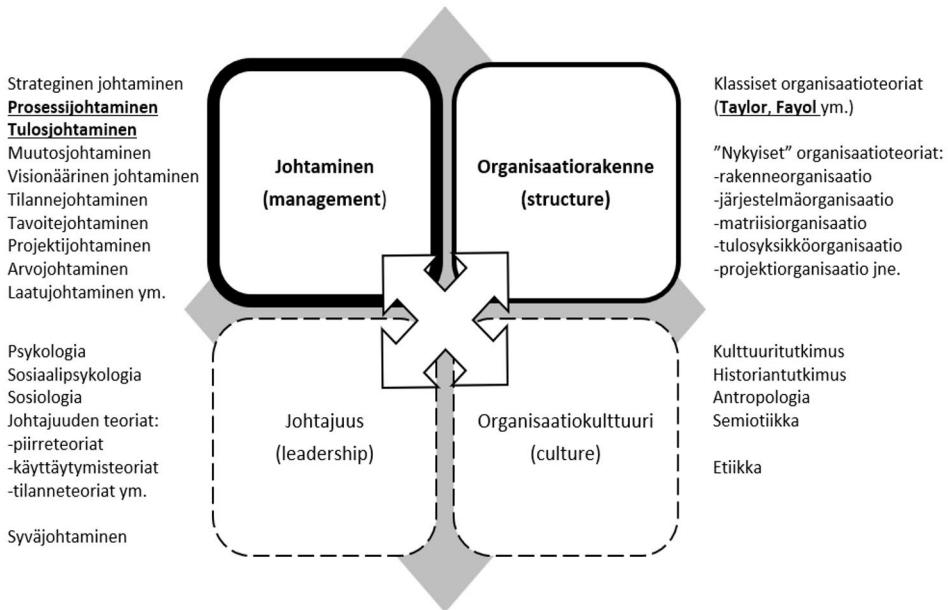 Strateginen johtaminen
Prosessijohtaminen
Tulosjohtaminen
Muutosjohtaminen
Visionäärinen johtaminen
Tilannejohtaminen
Tavoitejohtaminen
Projektijohtaminen
Arvojohtaminen
Laatujohtaminen ym.
Johtaminen
(management)
Organisaatiorakenne
(structure)
Klassiset organisaatioteoriat
(Taylor, Fayol ym.)
”Nykyiset” organisaatioteoriat:
-rakenneorganisaatio
-järjestelmäorganisaatio
-matriisiorganisaatio
-tulosyksikköorganisaatio
-projektiorganisaatio jne.
Psykologia
Sosiaalipsykologia
Sosiologia
Johtajuuden teoriat:
-piirreteoriat
-käyttäytymisteoriat
-tilanneteoriat ym.
Syväjohtaminen
Johtajuus
(leadership)
Organisaatiokulttuuri
(culture)
Kulttuuritutkimus
Historiantutkimus
Antropologia
Semiotiikka
Etiikka